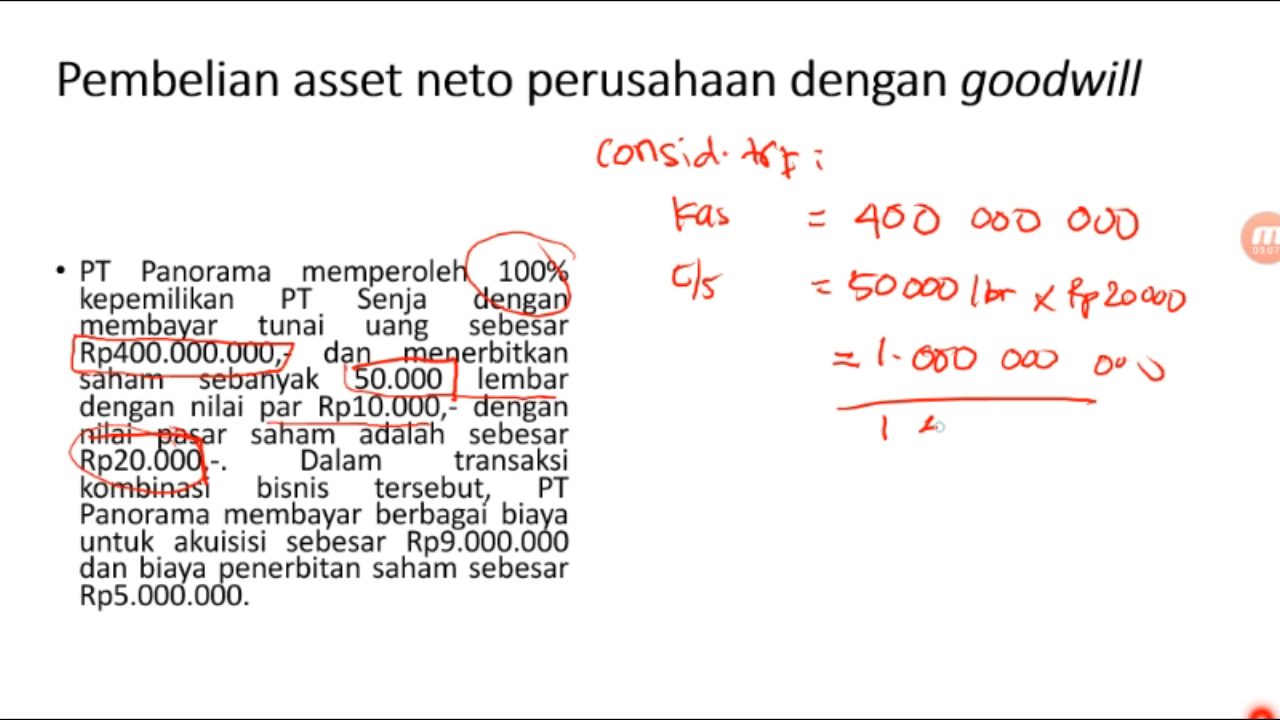 Pembelian asset neto perusahaan dengan goodwill
Consid. trf :
Kas = 400 000 000
C/S = 50000 lbr x Rp 20000
= 1.000 000 000
1 4
• PT Panorama memperoleh 100%
kepemilikan PT Senja dengan
membayar tunai uang sebesar
Rp400.000.000,- dan menerbitkan
saham sebanyak 50.000 lembar
dengan nilai par Rp10.000,- dengan
nilai pasar saham adalah sebesar
Rp20.000,-. Dalam transaksi
kombinasi bisnis tersebut, PT
Panorama membayar berbagai biaya
untuk akuisisi sebesar Rp9.000.000
dan biaya penerbitan saham sebesar
Rp5.000.000.